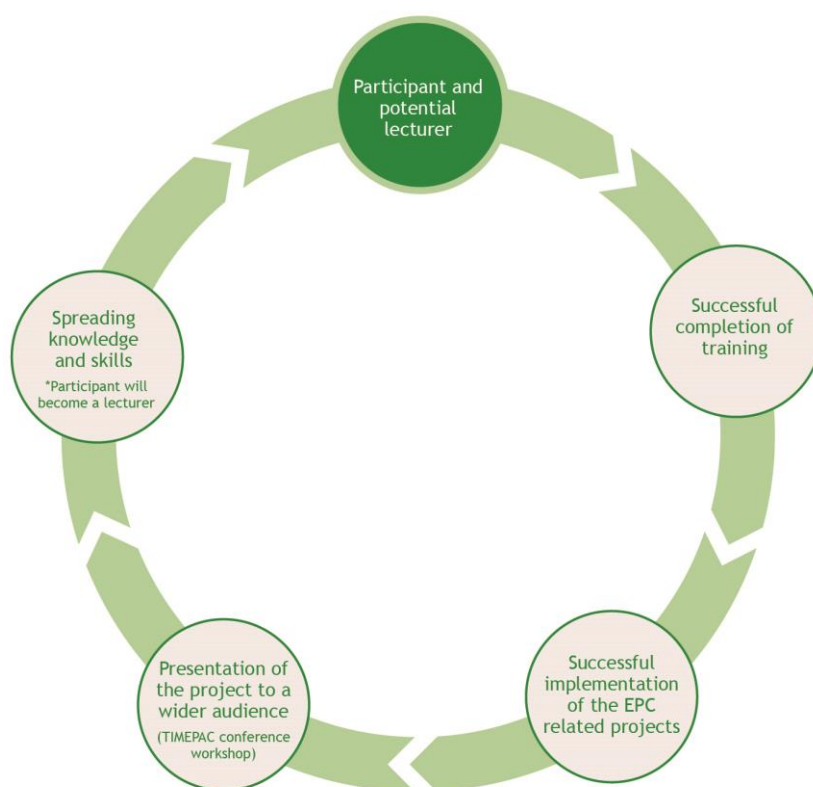 Participant and
potential
lecturer
Successful
completion of
training
Successful
implementation
of the EPC
related projects
Presentation of
the project to a
wider audience
(TIMEPAC conference
workshop)
Spreading
knowledge
and skills
*Participant will
become a lecturer